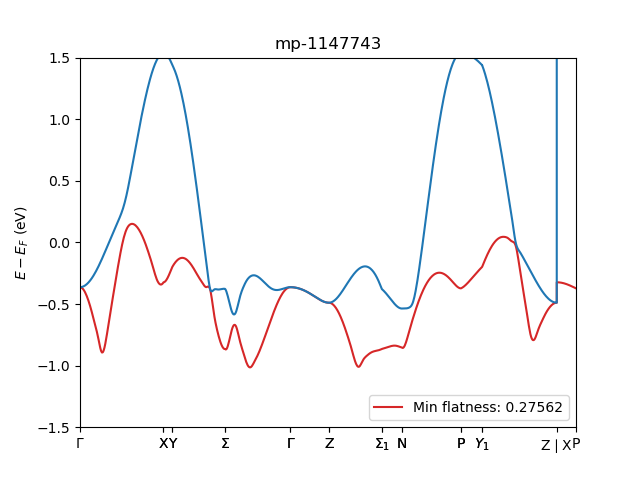 mp-1147743
E − E_F (eV)
1.5
1.0
0.5
0.0
−0.5
−1.0
−1.5
Min flatness: 0.27562
Γ XY Σ Γ Z Σ₁ N P Y₁ Z | XP